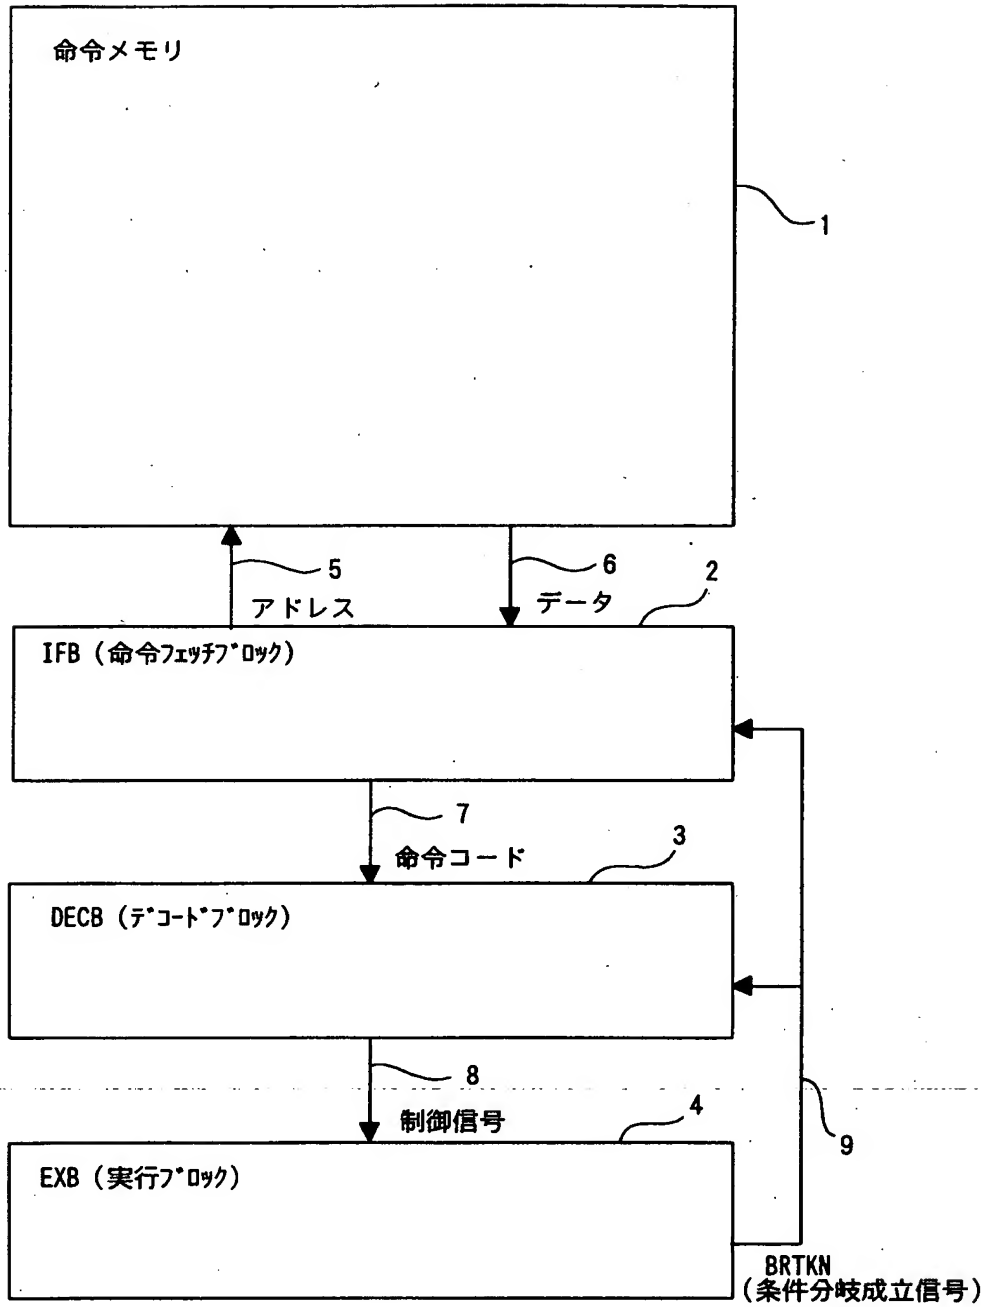 命令メモリ
1
5
6
2
アドレス
データ
IFB (命令ﾌｪｯﾁﾌﾞﾛｯｸ)
7
3
命令コード
DECB (ﾃﾞｺｰﾄﾞﾌﾞﾛｯｸ)
8
4
制御信号
9
EXB (実行ﾌﾞﾛｯｸ)
BRTKN
(条件分岐成立信号)